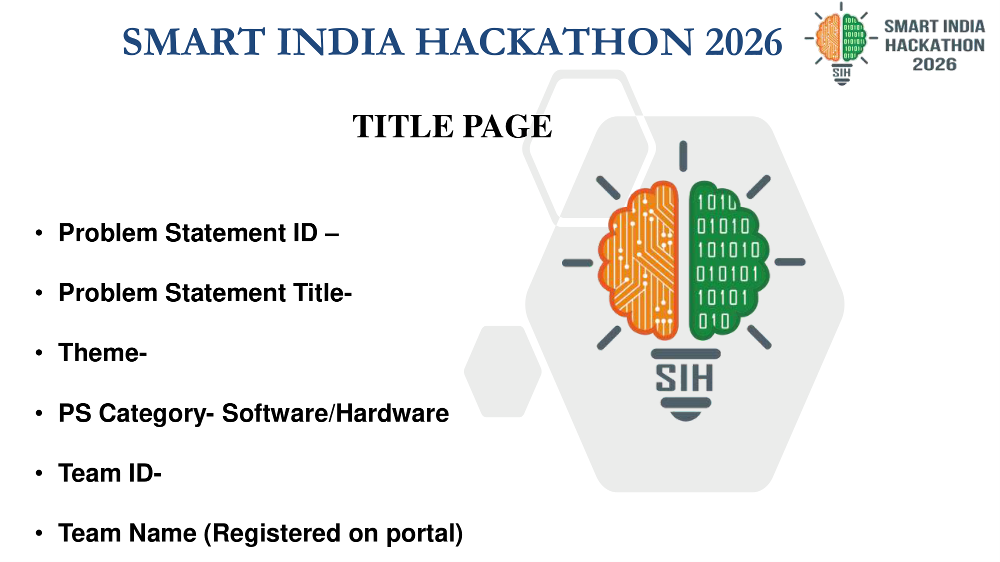 SMART INDIA HACKATHON 2026
SMART INDIA
HACKATHON
2026
SIH
TITLE PAGE
• Problem Statement ID –
• Problem Statement Title-
• Theme-
• PS Category- Software/Hardware
• Team ID-
• Team Name (Registered on portal)
1010
01010
101010
010101
10101
010
SIH